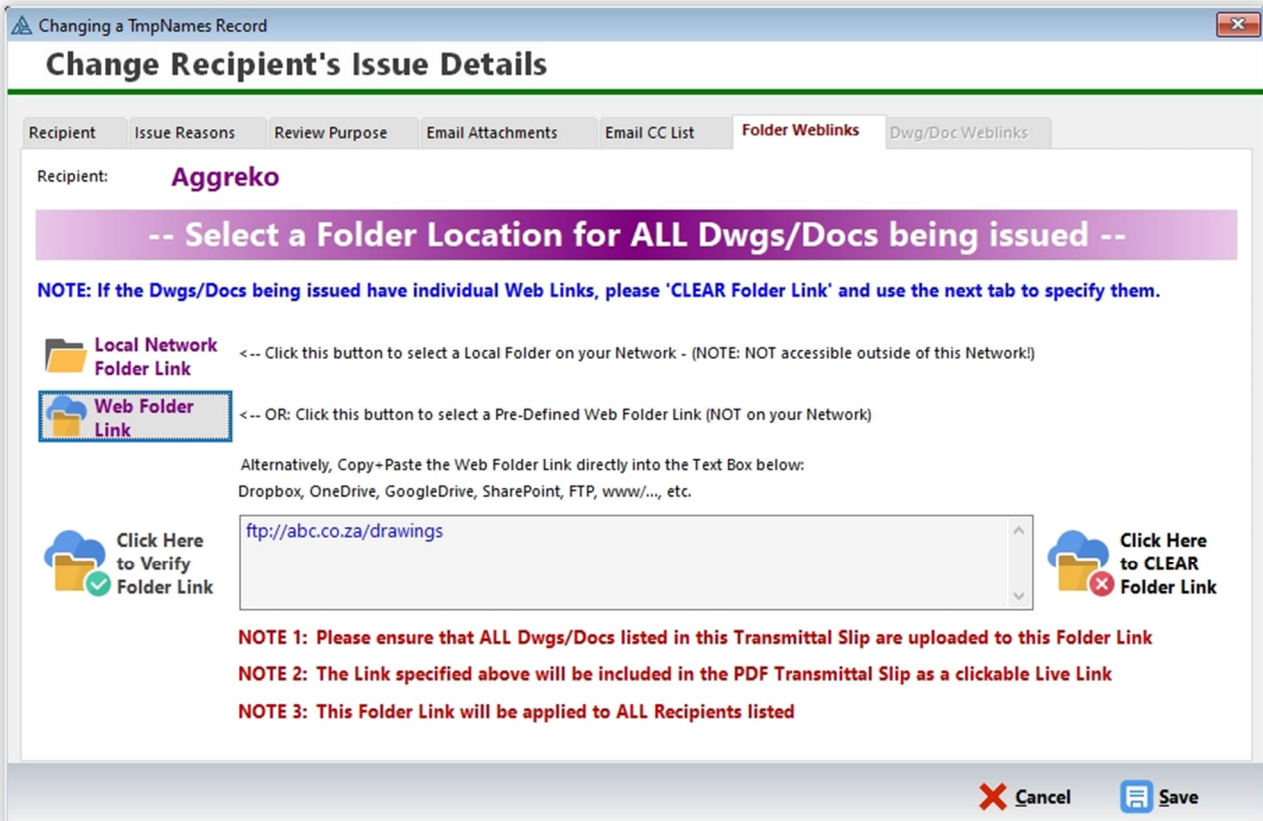 Changing a TmpNames Record
Change Recipient's Issue Details
Recipient Issue Reasons Review Purpose Email Attachments Email CC List Folder Weblinks Dwg/Doc Weblinks
Recipient: Aggreko
-- Select a Folder Location for ALL Dwgs/Docs being issued --
NOTE: If the Dwgs/Docs being issued have individual Web Links, please 'CLEAR Folder Link' and use the next tab to specify them.
Local Network
Folder Link
<-- Click this button to select a Local Folder on your Network - (NOTE: NOT accessible outside of this Network!)
Web Folder
Link
<-- OR: Click this button to select a Pre-Defined Web Folder Link (NOT on your Network)
Alternatively, Copy+Paste the Web Folder Link directly into the Text Box below:
Dropbox, OneDrive, GoogleDrive, SharePoint, FTP, www/..., etc.
Click Here
to Verify
Folder Link
ftp://abc.co.za/drawings
Click Here
to CLEAR
Folder Link
NOTE 1: Please ensure that ALL Dwgs/Docs listed in this Transmittal Slip are uploaded to this Folder Link
NOTE 2: The Link specified above will be included in the PDF Transmittal Slip as a clickable Live Link
NOTE 3: This Folder Link will be applied to ALL Recipients listed
Cancel Save